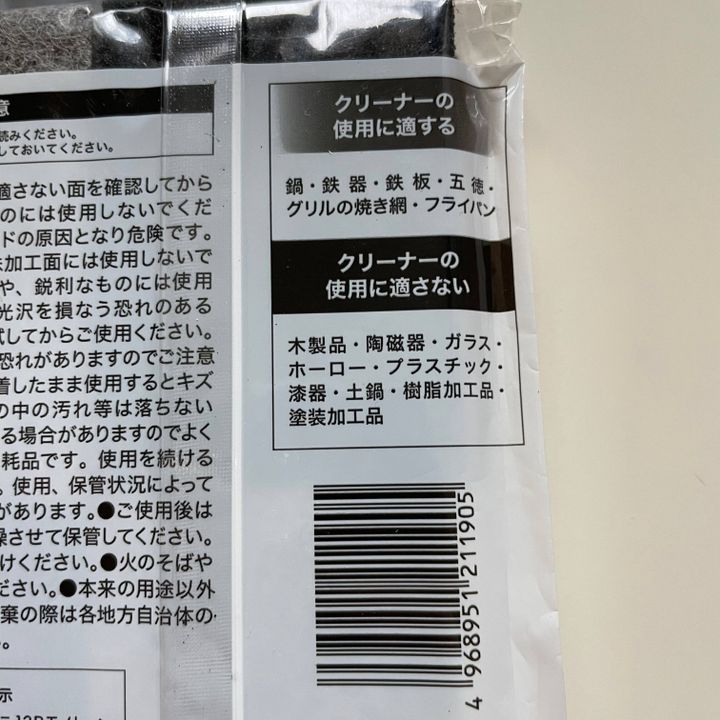 意
読みください。
しておいてください。
適さない面を確認してから
のには使用しないでくだ
ドの原因となり危険です。
加工面には使用しないで
や、鋭利なものには使用
光沢を損なう恐れのある
試してからご使用ください。
恐れがありますのでご注意
着したまま使用するとキズ
の中の汚れ等は落ちない
る場合がありますのでよく
耗品です。使用を続ける
。使用、保管状況によって
があります。●ご使用後は
燥させて保管してください。
けください。●火のそばや
ださい。●本来の用途以外
棄の際は各地方自治体の
い。
示
クリーナーの
使用に適する
鍋・鉄器・鉄板・五徳・
グリルの焼き網・フライパン
クリーナーの
使用に適さない
木製品・陶磁器・ガラス・
ホーロー・プラスチック・
漆器・土鍋・樹脂加工品・
塗装加工品
4 968951 211905